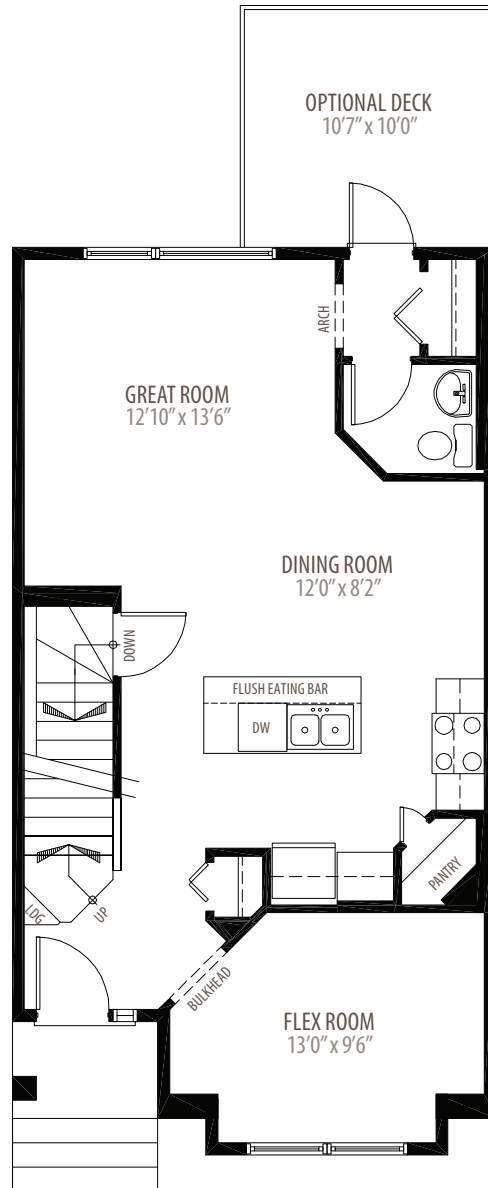 OPTIONAL DECK
10'7" x 10'0"
ARCH
GREAT ROOM
12'10" x 13'6"
DINING ROOM
12'0" x 8'2"
DOWN
FLUSH EATING BAR
DW
PANTRY
LDG
UP
BULKHEAD
FLEX ROOM
13'0" x 9'6"